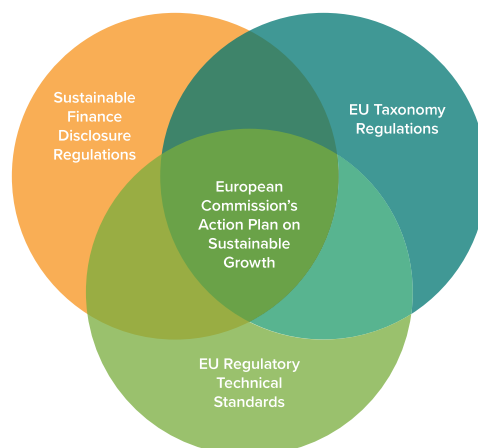 Sustainable
Finance
Disclosure
Regulations
EU Taxonomy
Regulations
European
Commission's
Action Plan on
Sustainable
Growth
EU Regulatory
Technical
Standards